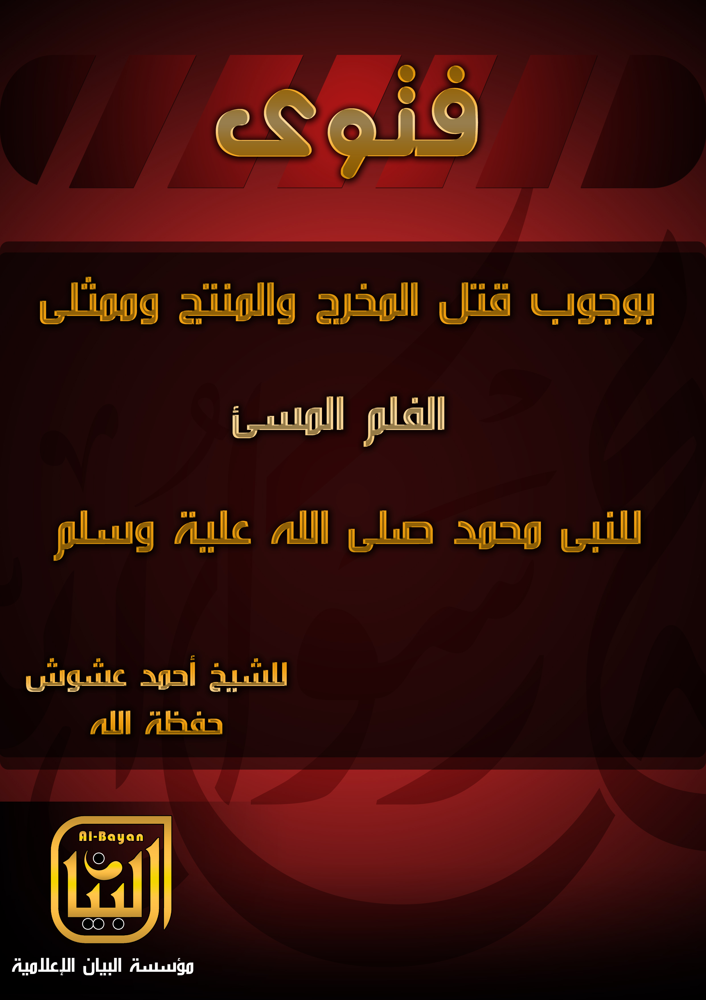 فتوى
بوجوب قتل المخرج والمنتج وممثلى
الفلم المسئ
للنبى محمد صلى الله علية وسلم
للشيخ أحمد عشوش
حفظة الله
Al-Bayan
البيان
مؤسسة البيان الإعلامية